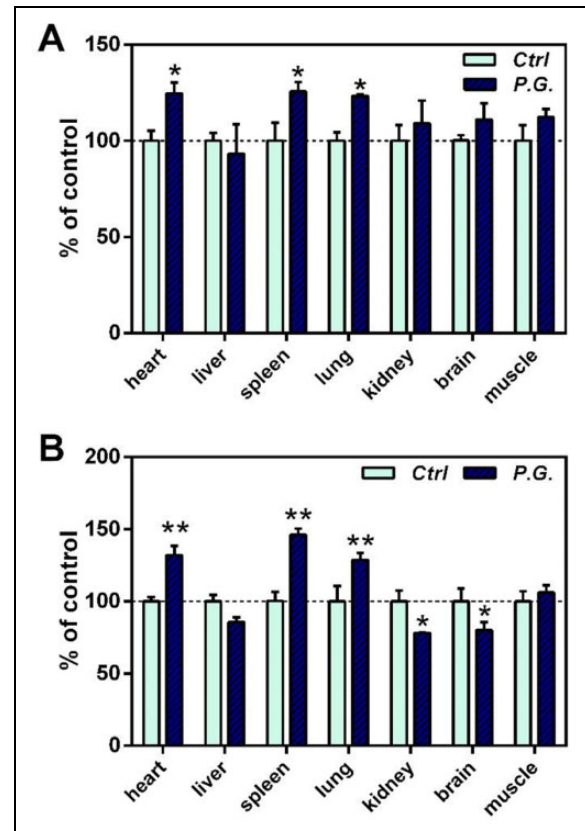 A
150
100
50
0
% of control
Ctrl
P.G.
*
*
*
heart
liver
spleen
lung
kidney
brain
muscle
B
200
150
100
50
0
% of control
Ctrl
P.G.
**
**
**
*
*
heart
liver
spleen
lung
kidney
brain
muscle